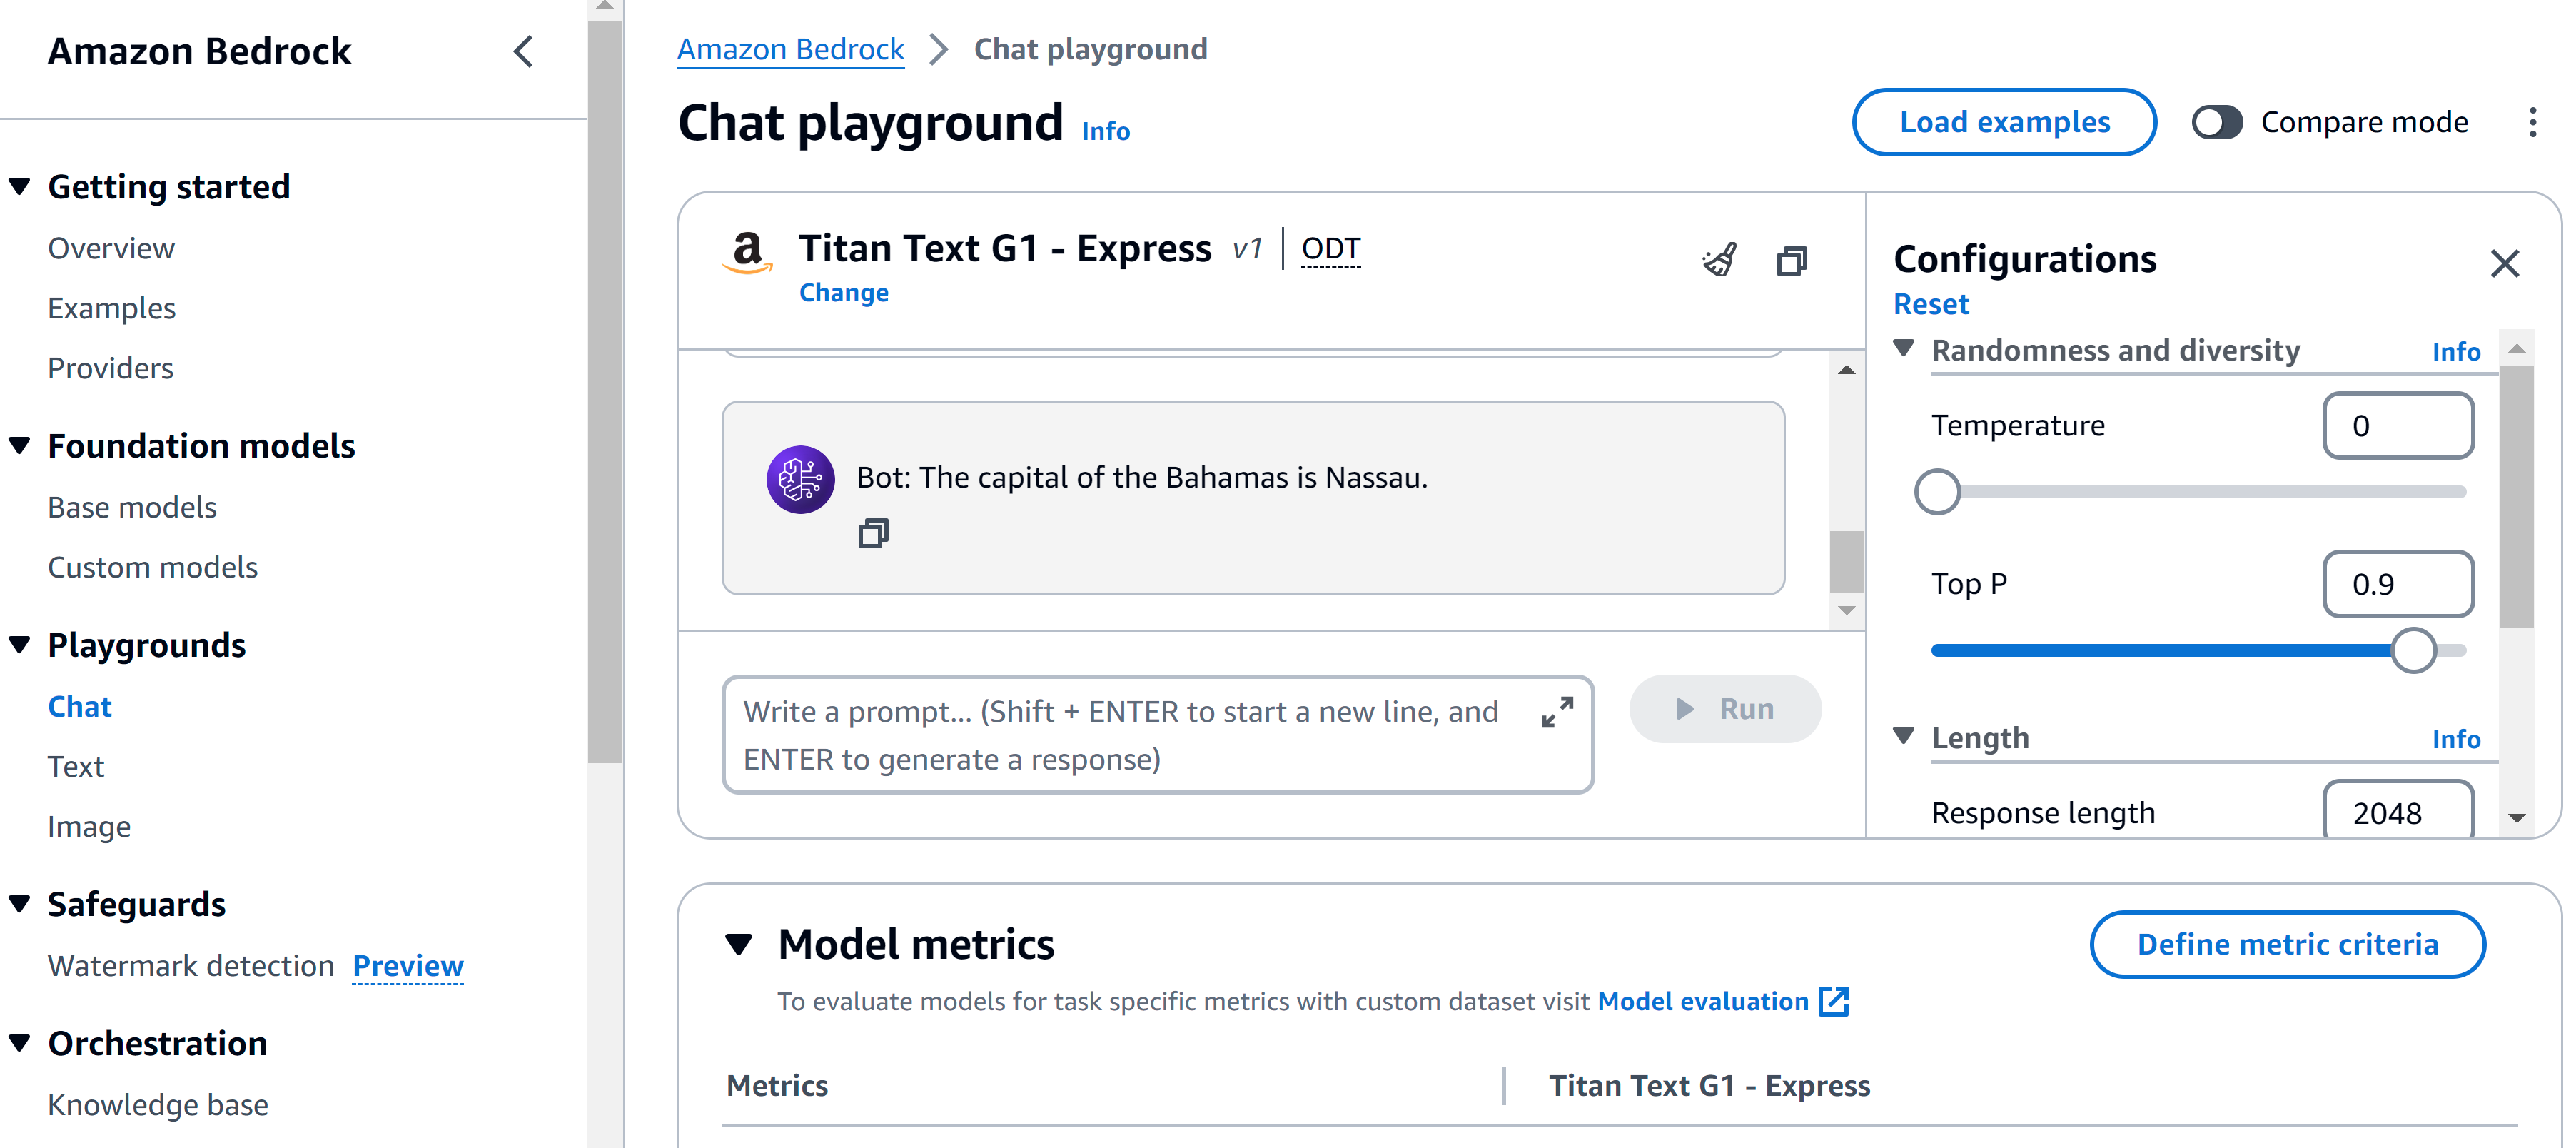 Amazon Bedrock
Getting started
Overview
Examples
Providers
Foundation models
Base models
Custom models
Playgrounds
Chat
Text
Image
Safeguards
Watermark detection Preview
Orchestration
Knowledge base
Amazon Bedrock Chat playground
Chat playground Info
Load examples
Compare mode
a
Titan Text G1 - Express v1 ODT
Change
Bot: The capital of the Bahamas is Nassau.
Write a prompt... (Shift + ENTER to start a new line, and
ENTER to generate a response)
Run
Configurations
Reset
Randomness and diversity Info
Temperature 0
Top P 0.9
Length Info
Response length 2048
Model metrics
Define metric criteria
To evaluate models for task specific metrics with custom dataset visit Model evaluation
Metrics Titan Text G1 - Express